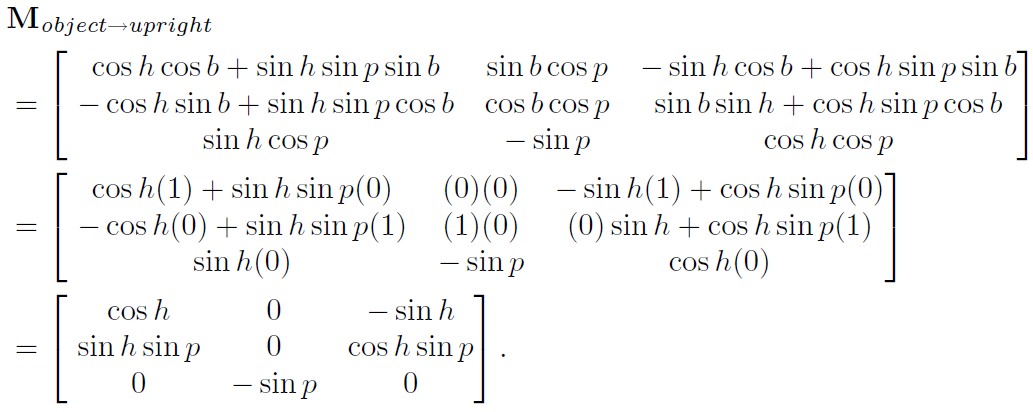 M_{object→upright}
= [ cos h cos b + sin h sin p sin b   sin b cos p   − sin h cos b + cos h sin p sin b
− cos h sin b + sin h sin p cos b   cos b cos p   sin b sin h + cos h sin p cos b
sin h cos p   − sin p   cos h cos p ]
= [ cos h(1) + sin h sin p(0)   (0)(0)   − sin h(1) + cos h sin p(0)
− cos h(0) + sin h sin p(1)   (1)(0)   (0) sin h + cos h sin p(1)
sin h(0)   − sin p   cos h(0) ]
= [ cos h   0   − sin h
sin h sin p   0   cos h sin p
0   − sin p   0 ] .